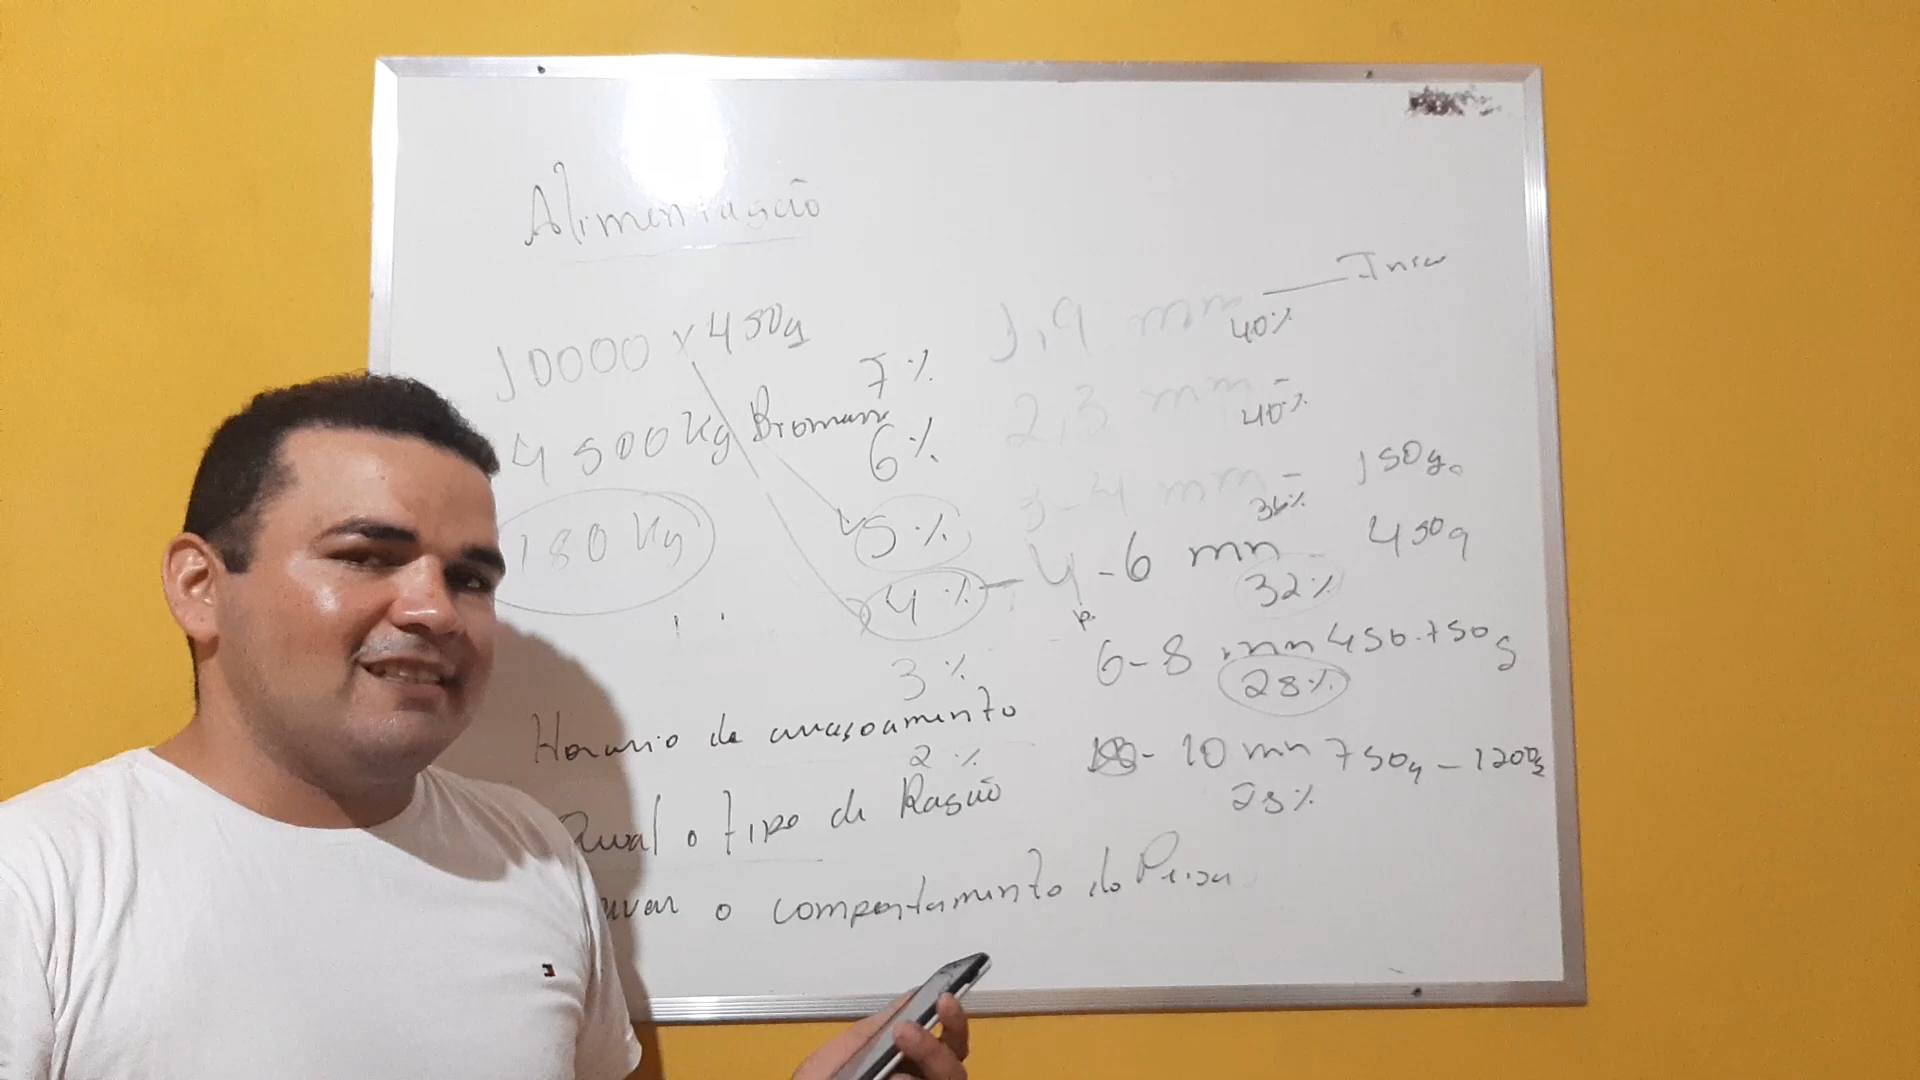 Alimentação
10000 x 450g
4500 Kg Biomassa
180 Kg
7%
6%
5%
4%
3%
2%
1,9 mm
40%
2,3 mm -
40%
3-4 mm - 150g
36%
4-6 mm 450g
32%
6-8 mm 450-750g
28%
- 10 mm 750g - 1200g
28%
Horario de arrasoamento
Qual o tipo de Ração
o comportamento do Peixe